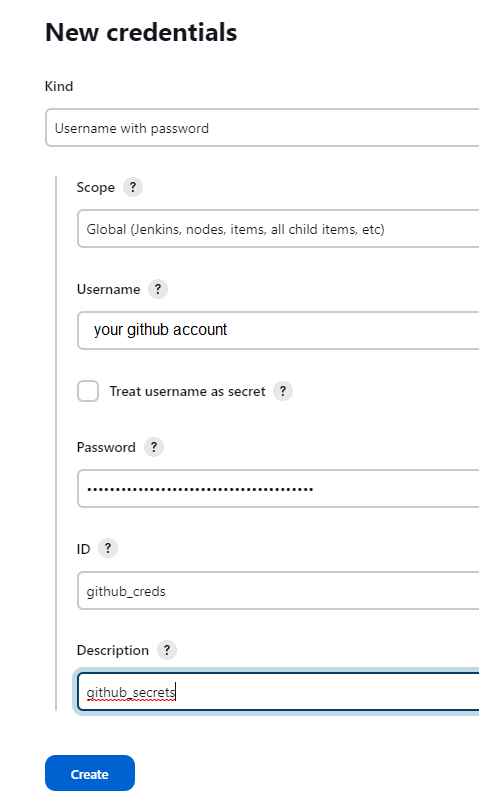 New credentials
Kind
Username with password
Scope ?
Global (Jenkins, nodes, items, all child items, etc)
Username ?
your github account
Treat username as secret ?
Password ?
••••••••••••••••••••••••••••••••••••••••
ID ?
github_creds
Description ?
github_secrets
Create